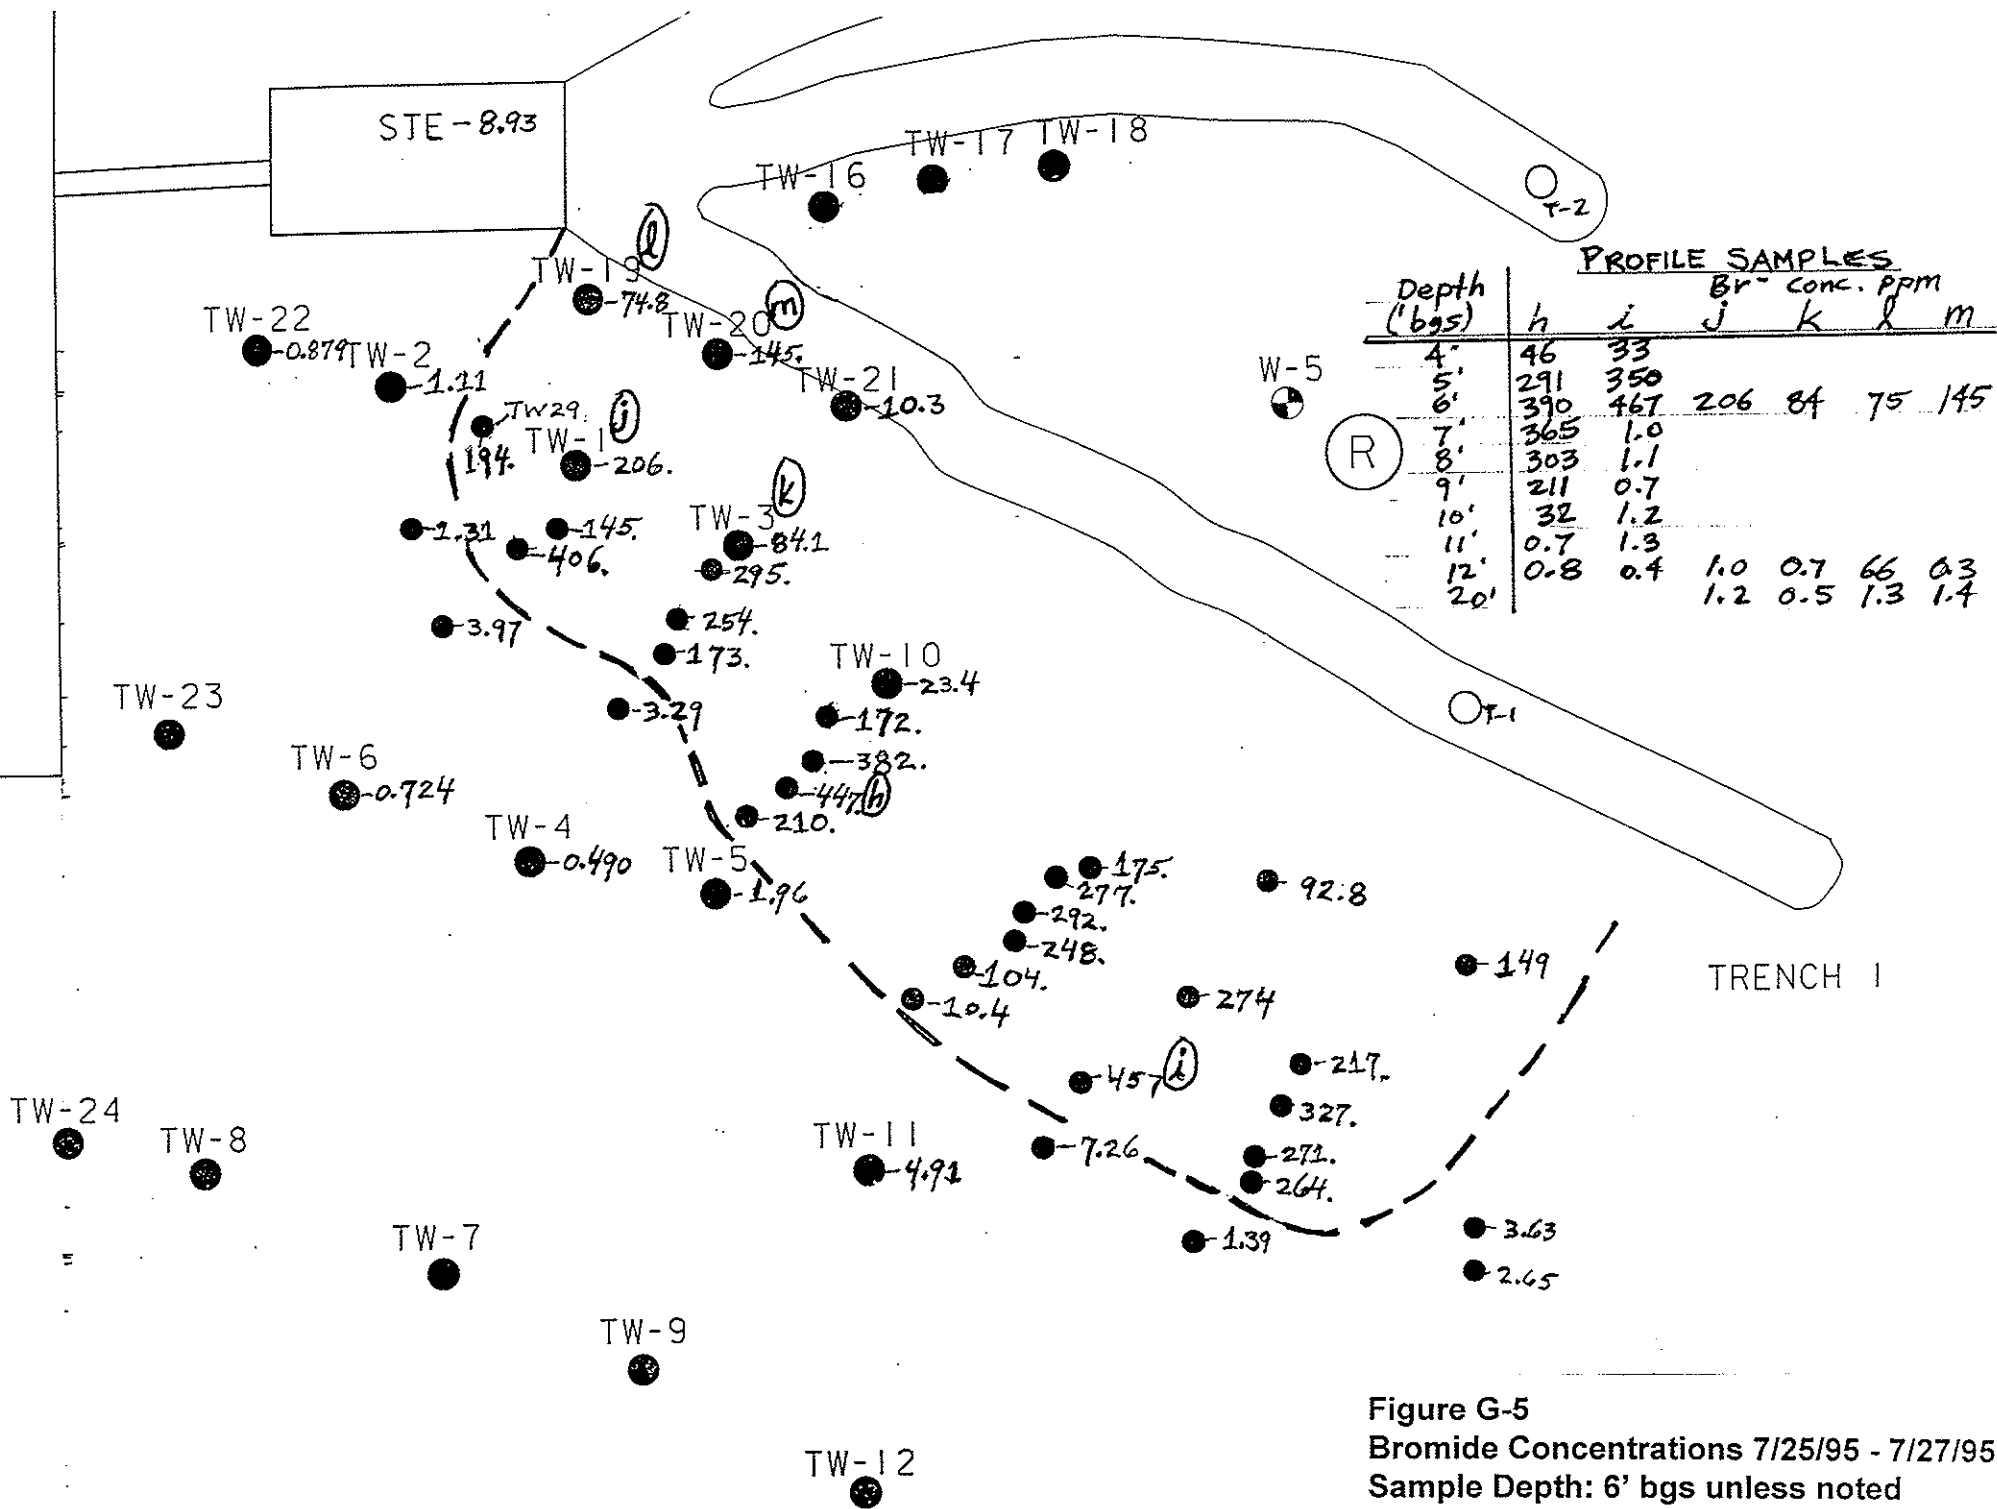 STE-8.93
TW-17
TW-18
TW-16
T-2
l
TW-19
-74.8
m
TW-20
-145.
TW-22
-0.879
TW-2
-1.11
TW-21
-10.3
W-5
R
PROFILE SAMPLES
Depth ('bgs) Br- conc. ppm
h i j k l m
4' 46 33
5' 291 350
6' 390 467 206 84 75 145
7' 365 1.0
8' 303 1.1
9' 211 0.7
10' 32 1.2
11' 0.7 1.3
12' 0.8 0.4 1.0 0.7 66 0.3
20' 1.2 0.5 1.3 1.4
TW29
194.
j
TW-1
-206.
k
TW-3
-84.1
-1.31
-145.
-406.
-295.
-3.97
-254.
-173.
TW-10
-23.4
-3.29
-172.
-382.
-447. h
-210.
T-1
TW-23
TW-6
-0.724
TW-4
-0.490
TW-5
-1.96
-175.
-277.
-292.
-248.
-104.
-10.4
-92.8
-149
TRENCH 1
-274
-457 i
-217.
-327.
-271.
-264.
-7.26
TW-11
-4.91
-1.39
-3.63
-2.65
TW-24
TW-8
TW-7
TW-9
TW-12
Figure G-5
Bromide Concentrations 7/25/95 - 7/27/95
Sample Depth: 6' bgs unless noted